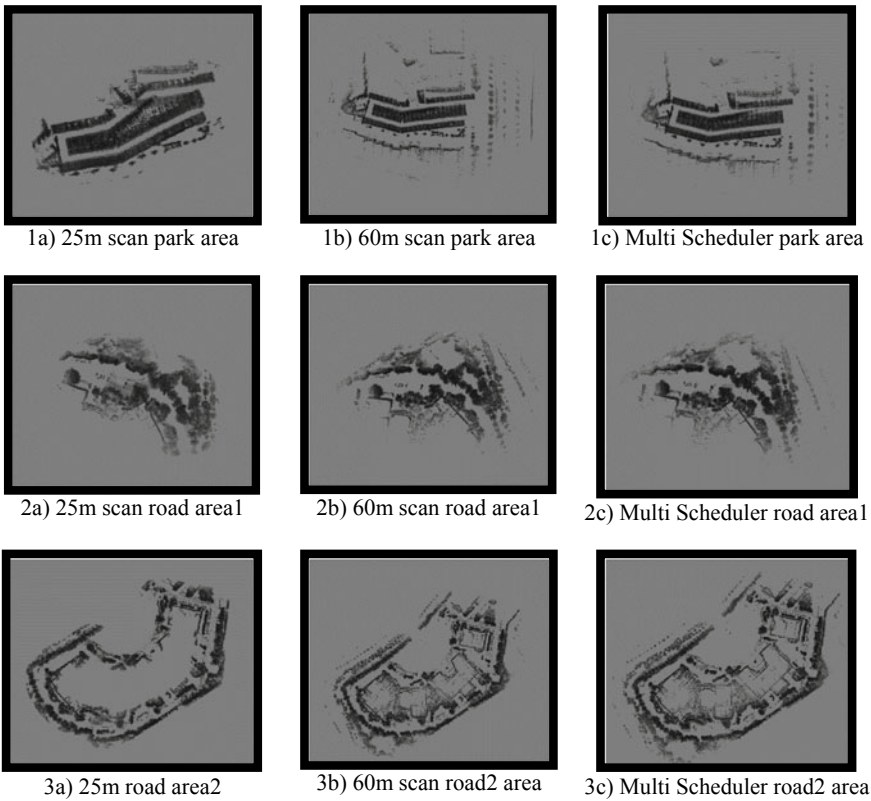 1a) 25m scan park area
1b) 60m scan park area
1c) Multi Scheduler park area
2a) 25m scan road area1
2b) 60m scan road area1
2c) Multi Scheduler road area1
3a) 25m road area2
3b) 60m scan road2 area
3c) Multi Scheduler road2 area